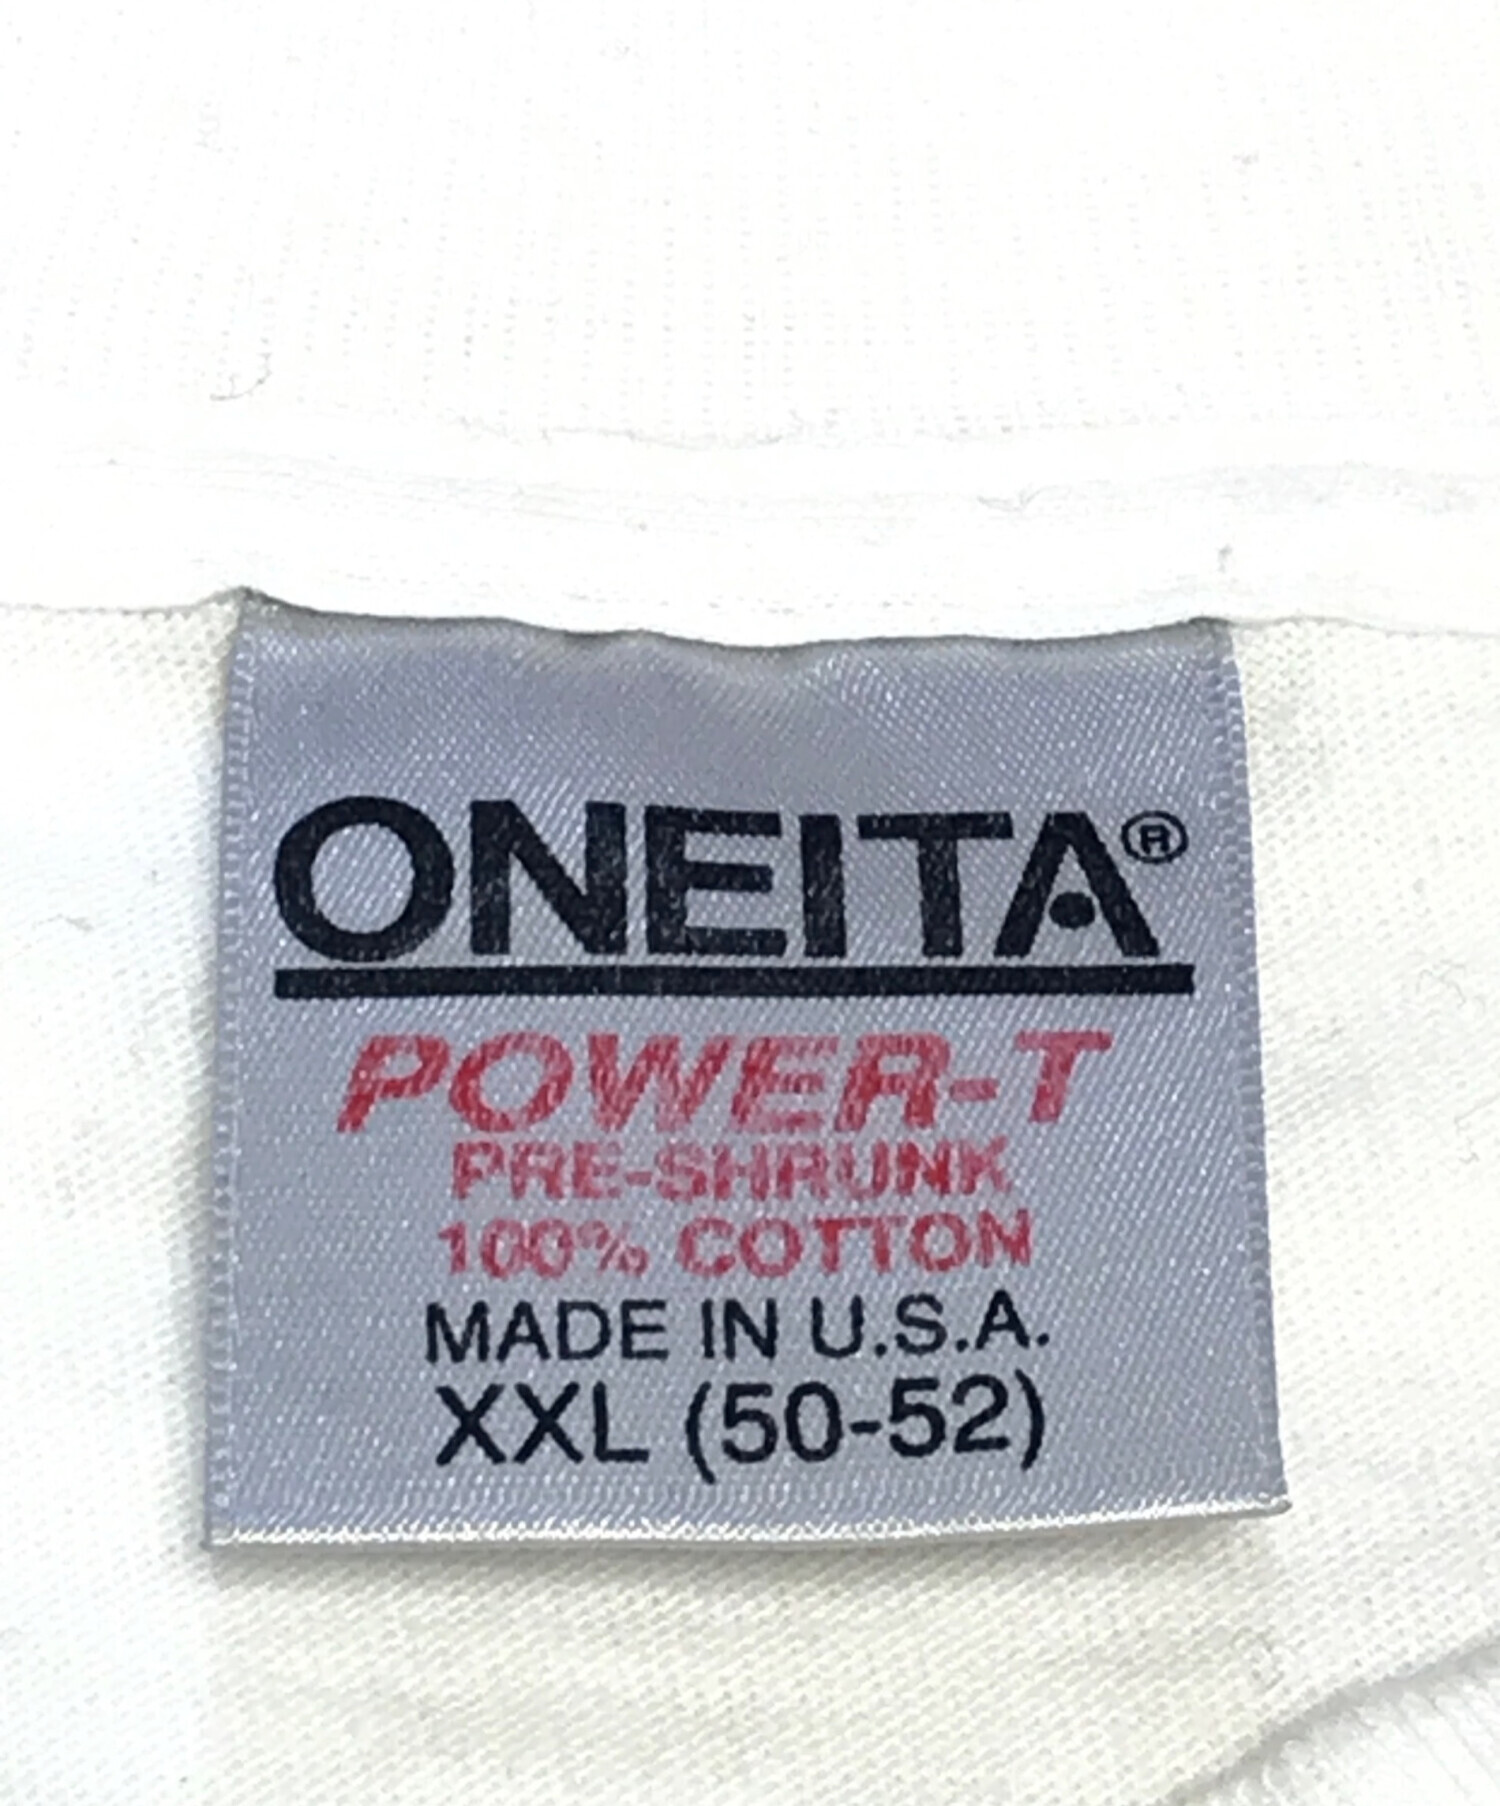 ONEITA®
POWER-T
PRE-SHRUNK
100% COTTON
MADE IN U.S.A.
XXL (50-52)